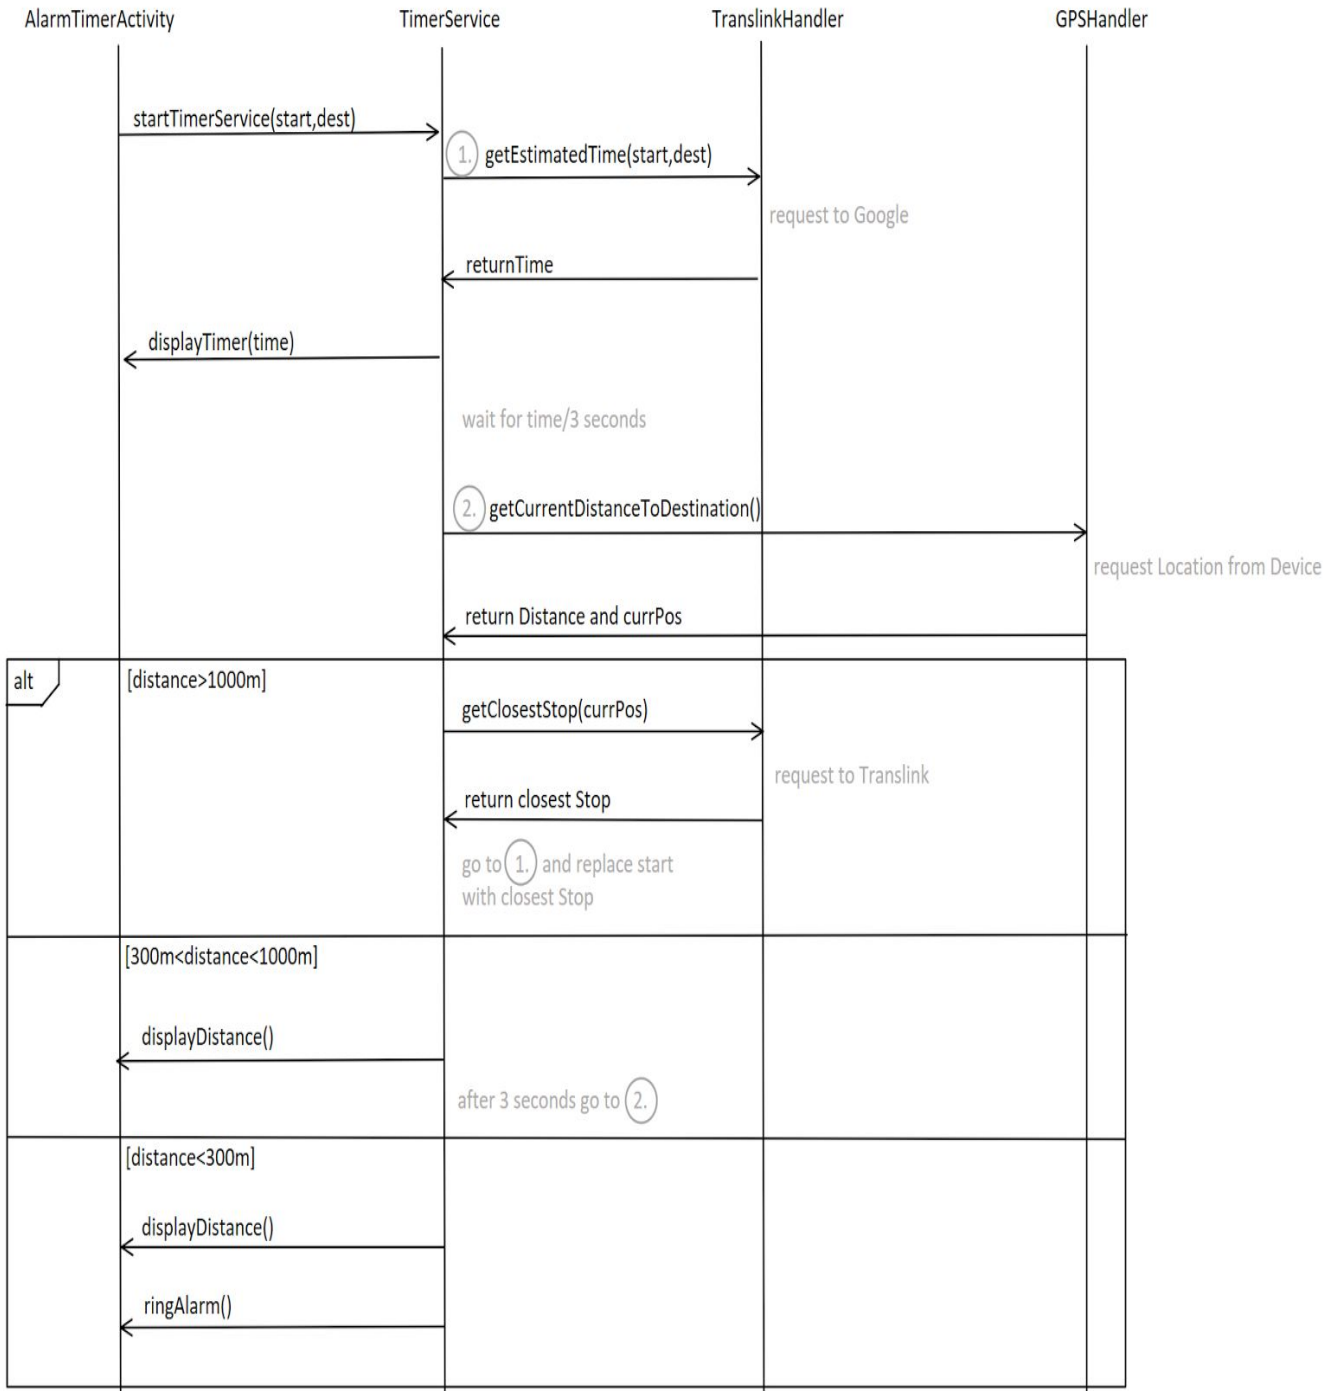 AlarmTimerActivity TimerService TranslinkHandler GPSHandler
startTimerService(start,dest)
1. getEstimatedTime(start,dest)
request to Google
returnTime
displayTimer(time)
wait for time/3 seconds
2. getCurrentDistanceToDestination()
request Location from Device
return Distance and currPos
alt [distance>1000m]
getClosestStop(currPos)
request to Translink
return closest Stop
go to 1. and replace start
with closest Stop
[300m<distance<1000m]
displayDistance()
after 3 seconds go to 2.
[distance<300m]
displayDistance()
ringAlarm()